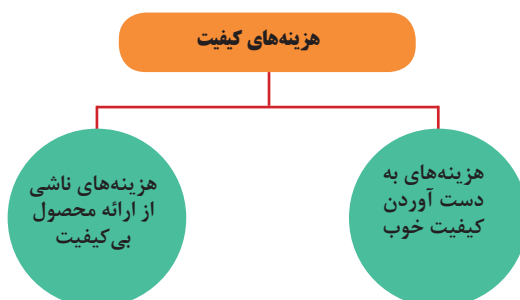 هزینه‌های کیفیت
هزینه‌های به
دست آوردن
کیفیت خوب
هزینه‌های ناشی
از ارائه محصول
بی‌کیفیت